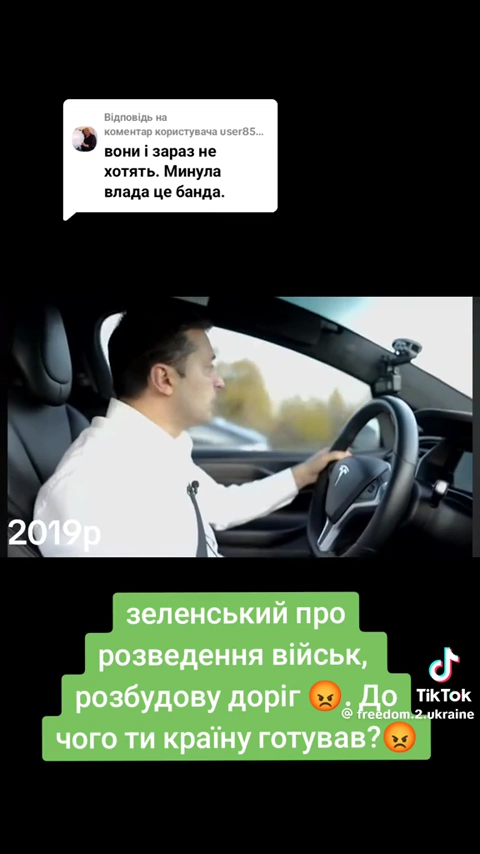 Відповідь на
коментар користувача user85...
вони і зараз не
хотять. Минула
влада це банда.
2019р
зеленський про
розведення військ,
розбудову доріг 😡. До
чого ти країну готував?😡
TikTok
@ freedom.2.ukraine